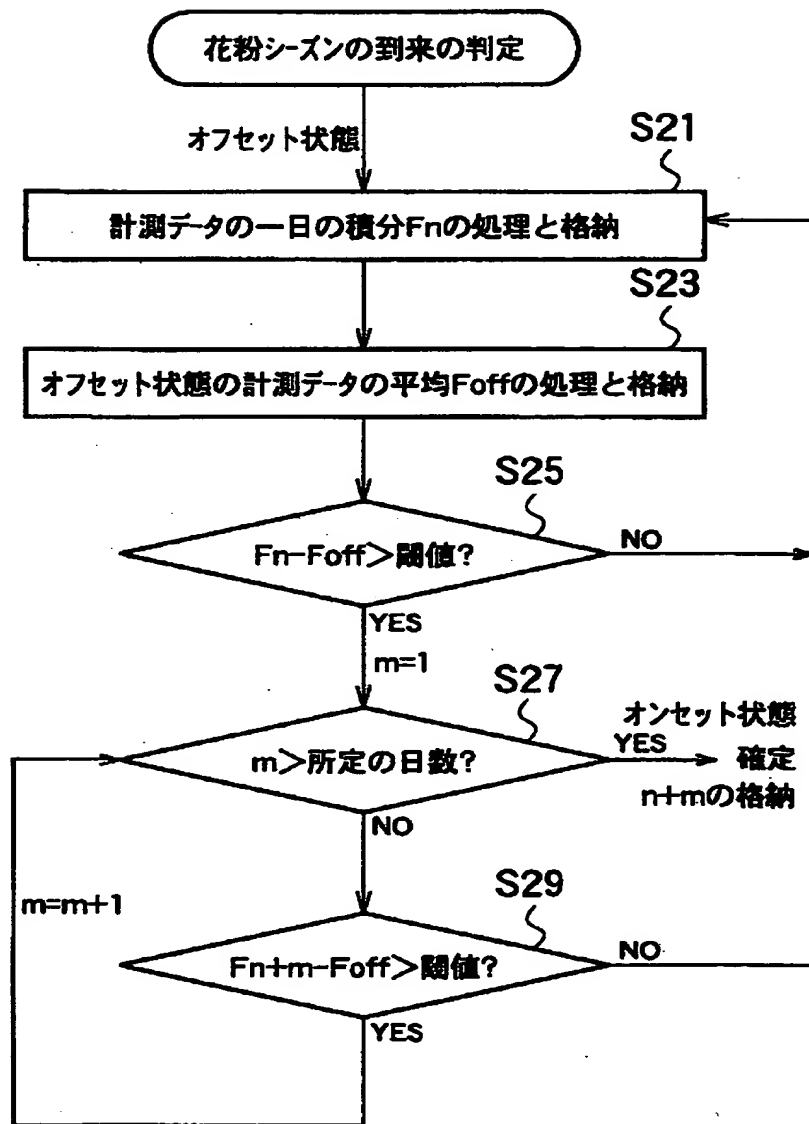 花粉シーズンの到来の判定
オフセット状態
S21
計測データの一日の積分Fnの処理と格納
S23
オフセット状態の計測データの平均Foffの処理と格納
S25
Fn-Foff>閾値?
NO
YES
m=1
S27
オンセット状態
m>所定の日数?
YES
確定
n+mの格納
NO
m=m+1
S29
Fn+m-Foff>閾値?
NO
YES